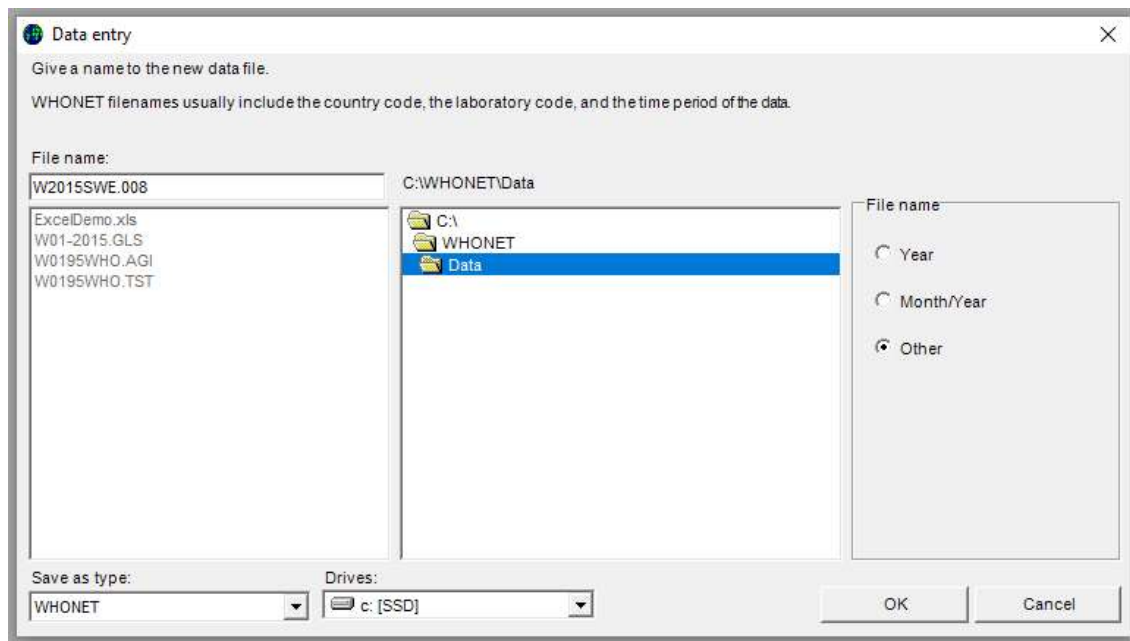 Data entry
Give a name to the new data file.
WHONET filenames usually include the country code, the laboratory code, and the time period of the data.
File name:
W2015SWE.008
ExcelDemo.xls
W01-2015.GLS
W0195WHO.AGI
W0195WHO.TST
C:\WHONET\Data
C:\
WHONET
Data
File name
Year
Month/Year
Other
Save as type:
WHONET
Drives:
c: [SSD]
OK
Cancel